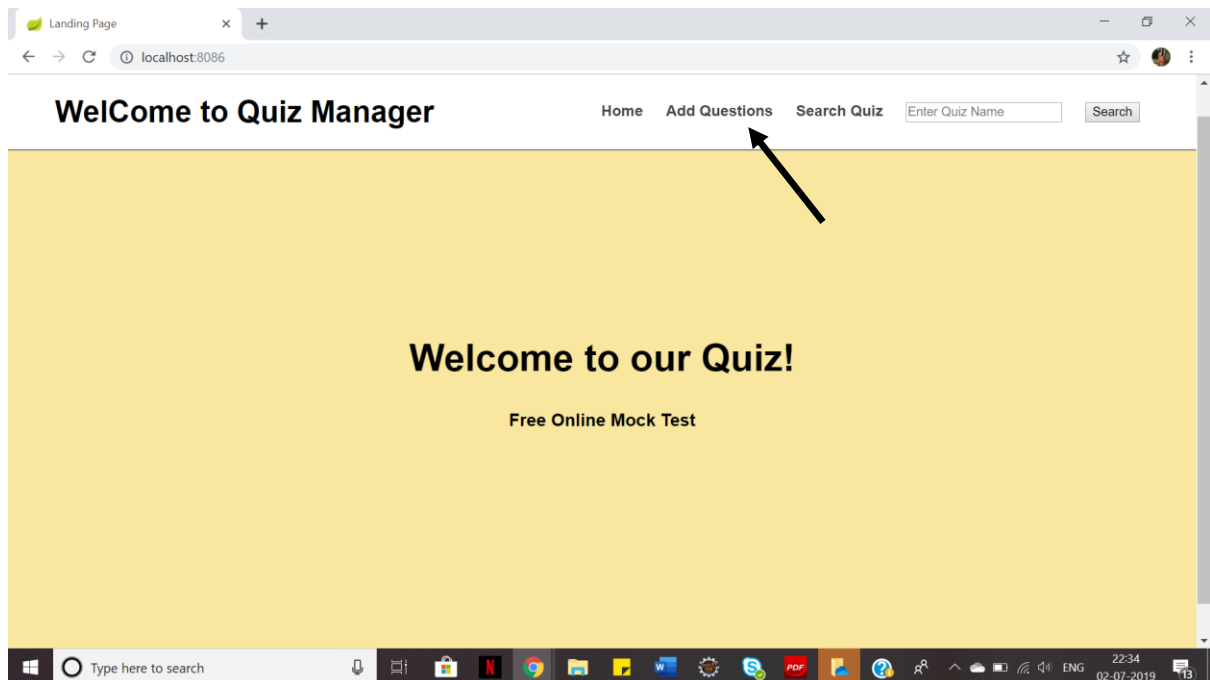 Landing Page
localhost:8086
WelCome to Quiz Manager Home Add Questions Search Quiz Enter Quiz Name Search
Welcome to our Quiz!
Free Online Mock Test
Type here to search N W PDF ENG 22:34
02-07-2019 13